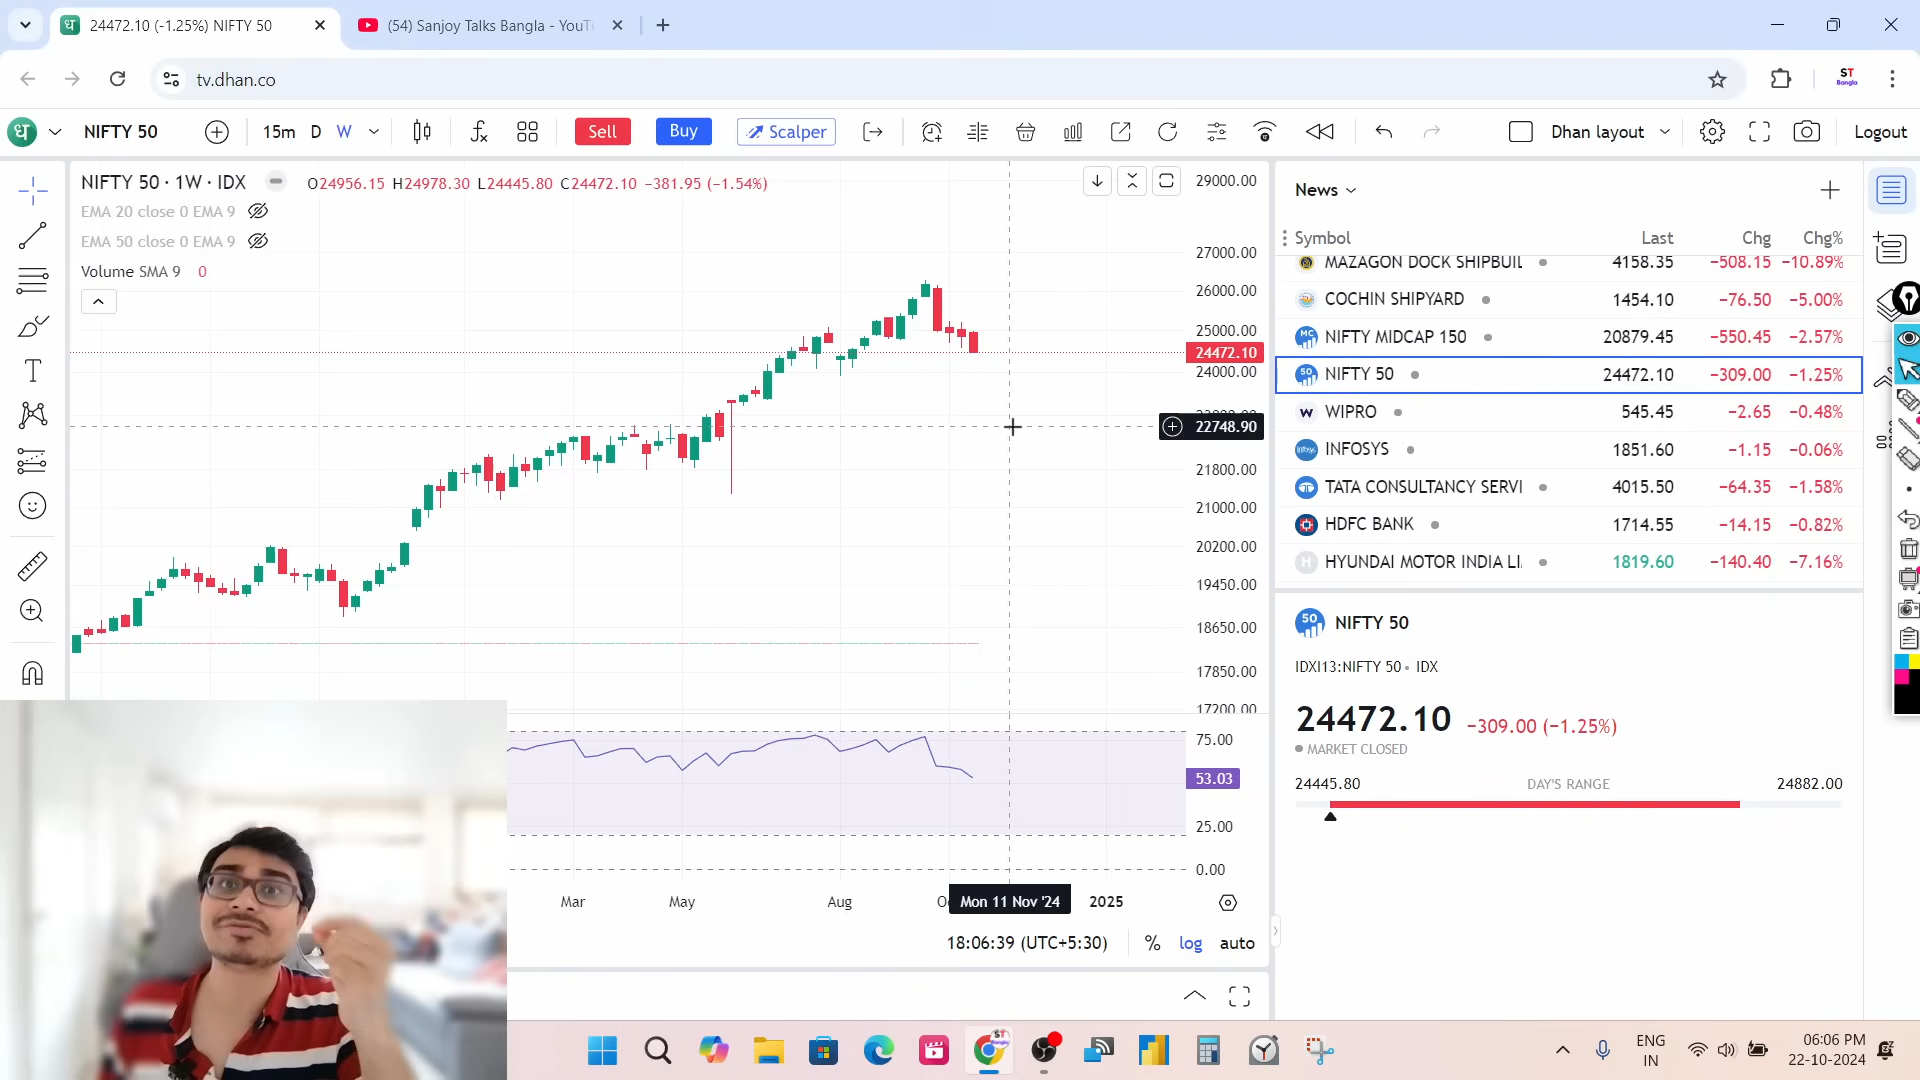 24472.10 (-1.25%) NIFTY 50
(54) Sanjoy Talks Bangla - YouT
tv.dhan.co
ST
Bangla
NIFTY 50
15m D W
Sell
Buy
Scalper
Dhan layout
Logout
NIFTY 50 · 1W · IDX
O24956.15 H24978.30 L24445.80 C24472.10 −381.95 (−1.54%)
EMA 20 close 0 EMA 9
EMA 50 close 0 EMA 9
Volume SMA 9 0
29000.00
27000.00
26000.00
25000.00
24472.10
24000.00
22748.90
21800.00
21000.00
20200.00
19450.00
18650.00
17850.00
17200.00
75.00
53.03
25.00
0.00
Mar May Aug Mon 11 Nov '24 2025
18:06:39 (UTC+5:30) % log auto
News
Symbol Last Chg Chg%
MAZAGON DOCK SHIPBUIL 4158.35 −508.15 −10.89%
COCHIN SHIPYARD 1454.10 −76.50 −5.00%
NIFTY MIDCAP 150 20879.45 −550.45 −2.57%
NIFTY 50 24472.10 −309.00 −1.25%
WIPRO 545.45 −2.65 −0.48%
INFOSYS 1851.60 −1.15 −0.06%
TATA CONSULTANCY SERVI 4015.50 −64.35 −1.58%
HDFC BANK 1714.55 −14.15 −0.82%
HYUNDAI MOTOR INDIA LI. 1819.60 −140.40 −7.16%
50 NIFTY 50
IDXI13:NIFTY 50 • IDX
24472.10 −309.00 (−1.25%)
MARKET CLOSED
24445.80 DAY'S RANGE 24882.00
ENG
IN
06:06 PM
22-10-2024